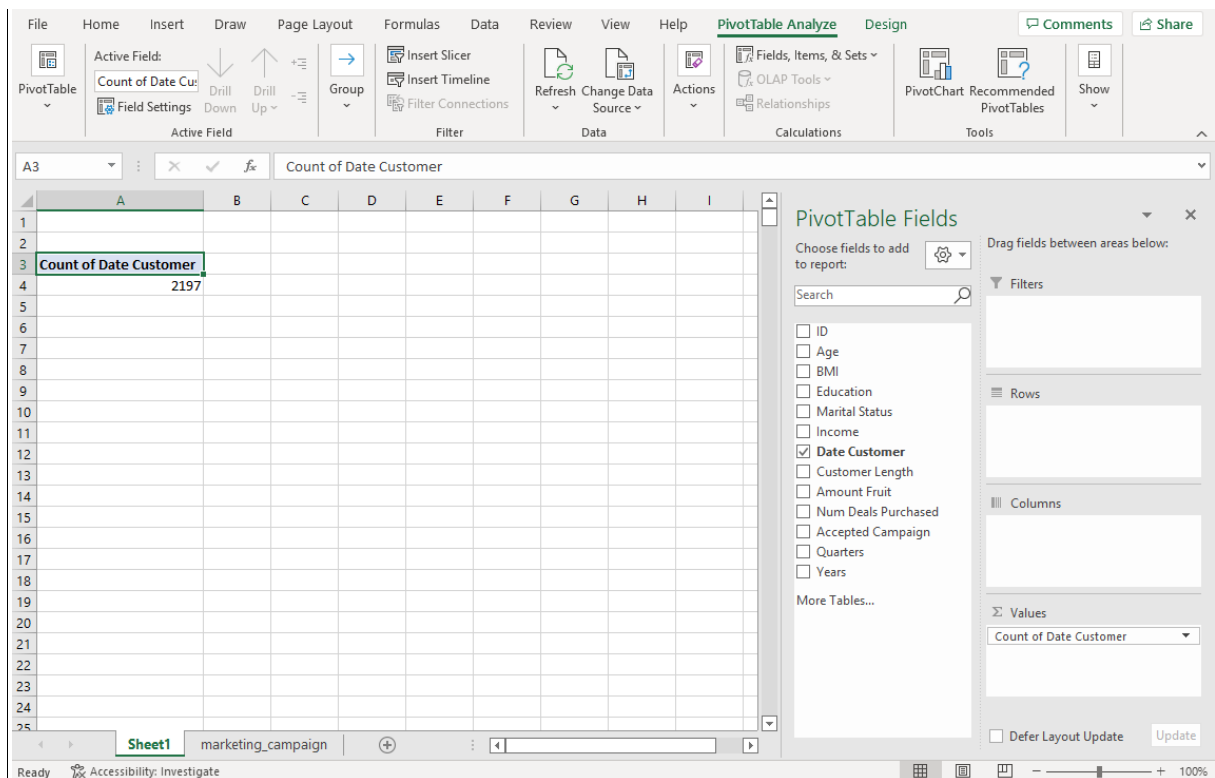 File Home Insert Draw Page Layout Formulas Data Review View Help PivotTable Analyze Design Comments Share
PivotTable
Active Field:
Count of Date Cu
Field Settings
Drill Down
Drill Up
Active Field
Group
Insert Slicer
Insert Timeline
Filter Connections
Filter
Refresh
Change Data Source
Data
Actions
Fields, Items, & Sets
OLAP Tools
Relationships
Calculations
PivotChart
Recommended PivotTables
Tools
Show
A3 fx Count of Date Customer
A B C D E F G H I
1
2
3 Count of Date Customer
4 2197
5
6
7
8
9
10
11
12
13
14
15
16
17
18
19
20
21
22
23
24
25
PivotTable Fields
Choose fields to add to report:
Search
ID
Age
BMI
Education
Marital Status
Income
Date Customer
Customer Length
Amount Fruit
Num Deals Purchased
Accepted Campaign
Quarters
Years
More Tables...
Drag fields between areas below:
Filters
Rows
Columns
Σ Values
Count of Date Customer
Defer Layout Update Update
Sheet1 marketing_campaign
Ready Accessibility: Investigate 100%